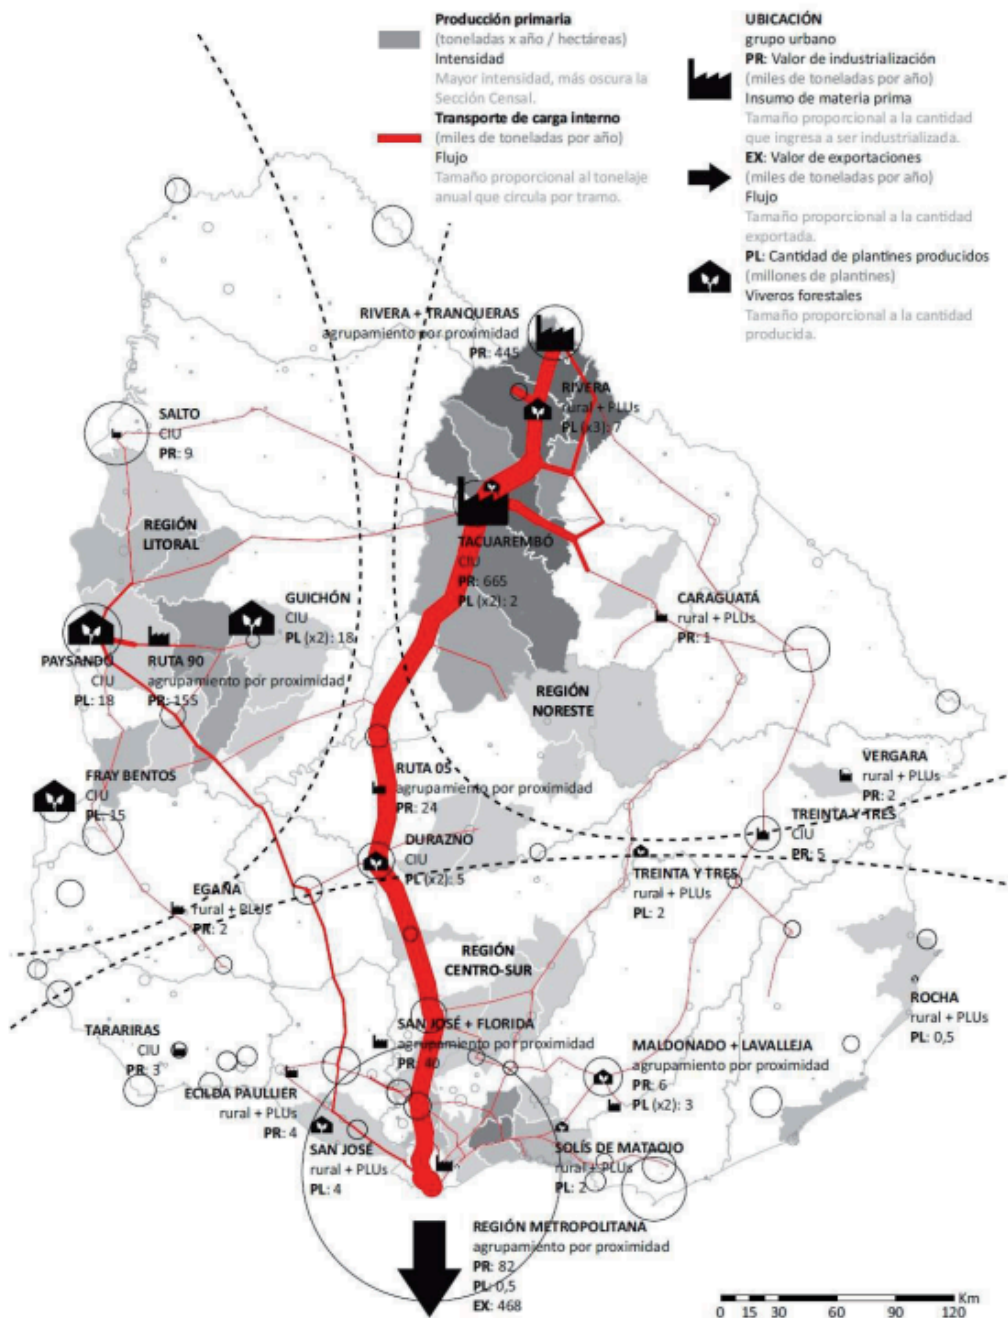 Producción primaria
(toneladas x año / hectáreas)
Intensidad
Mayor intensidad, más oscura la
Sección Censal.
Transporte de carga interno
(miles de toneladas por año)
Flujo
Tamaño proporcional al tonelaje
anual que circula por tramo.
UBICACIÓN
grupo urbano
PR: Valor de industrialización
(miles de toneladas por año)
Insumo de materia prima
Tamaño proporcional a la cantidad
que ingresa a ser industrializada.
EX: Valor de exportaciones
(miles de toneladas por año)
Flujo
Tamaño proporcional a la cantidad
exportada.
PL: Cantidad de plantines producidos
(millones de plantines)
Viveros forestales
Tamaño proporcional a la cantidad
producida.
RIVERA + TRANQUERAS
agrupamiento por proximidad
PR: 445
RIVERA
rural + PLUs
PL (x3): 7
SALTO
CIU
PR: 9
REGIÓN
LITORAL
TACUAREMBÓ
CIU
PR: 665
PL (x2): 2
GUICHÓN
CIU
PL (x2): 18
CARAGUATÁ
rural + PLUs
PR: 1
PAYSANDÚ
CIU
PL: 18
RUTA 90
agrupamiento por proximidad
PR: 155
REGIÓN
NORESTE
FRAY BENTOS
CIU
PL: 15
RUTA 05
agrupamiento por proximidad
PR: 24
VERGARA
rural + PLUs
PR: 2
TREINTA Y TRES
CIU
PR: 5
DURAZNO
CIU
PL (x2): 5
TREINTA Y TRES
rural + PLUs
PL: 2
EGAÑA
rural + PLUs
PR: 2
REGIÓN
CENTRO-SUR
ROCHA
rural + PLUs
PL: 0,5
TARARIRAS
CIU
PR: 3
SAN JOSÉ + FLORIDA
agrupamiento por proximidad
PR: 40
MALDONADO + LAVALLEJA
agrupamiento por proximidad
PR: 6
PL (x2): 3
ECILDA PAULLIER
rural + PLUs
PR: 4
SAN JOSÉ
rural + PLUs
PL: 4
SOLÍS DE MATAOJO
rural + PLUs
PL: 2
REGIÓN METROPOLITANA
agrupamiento por proximidad
PR: 82
PL: 0,5
EX: 468
Km
0 15 30 60 90 120